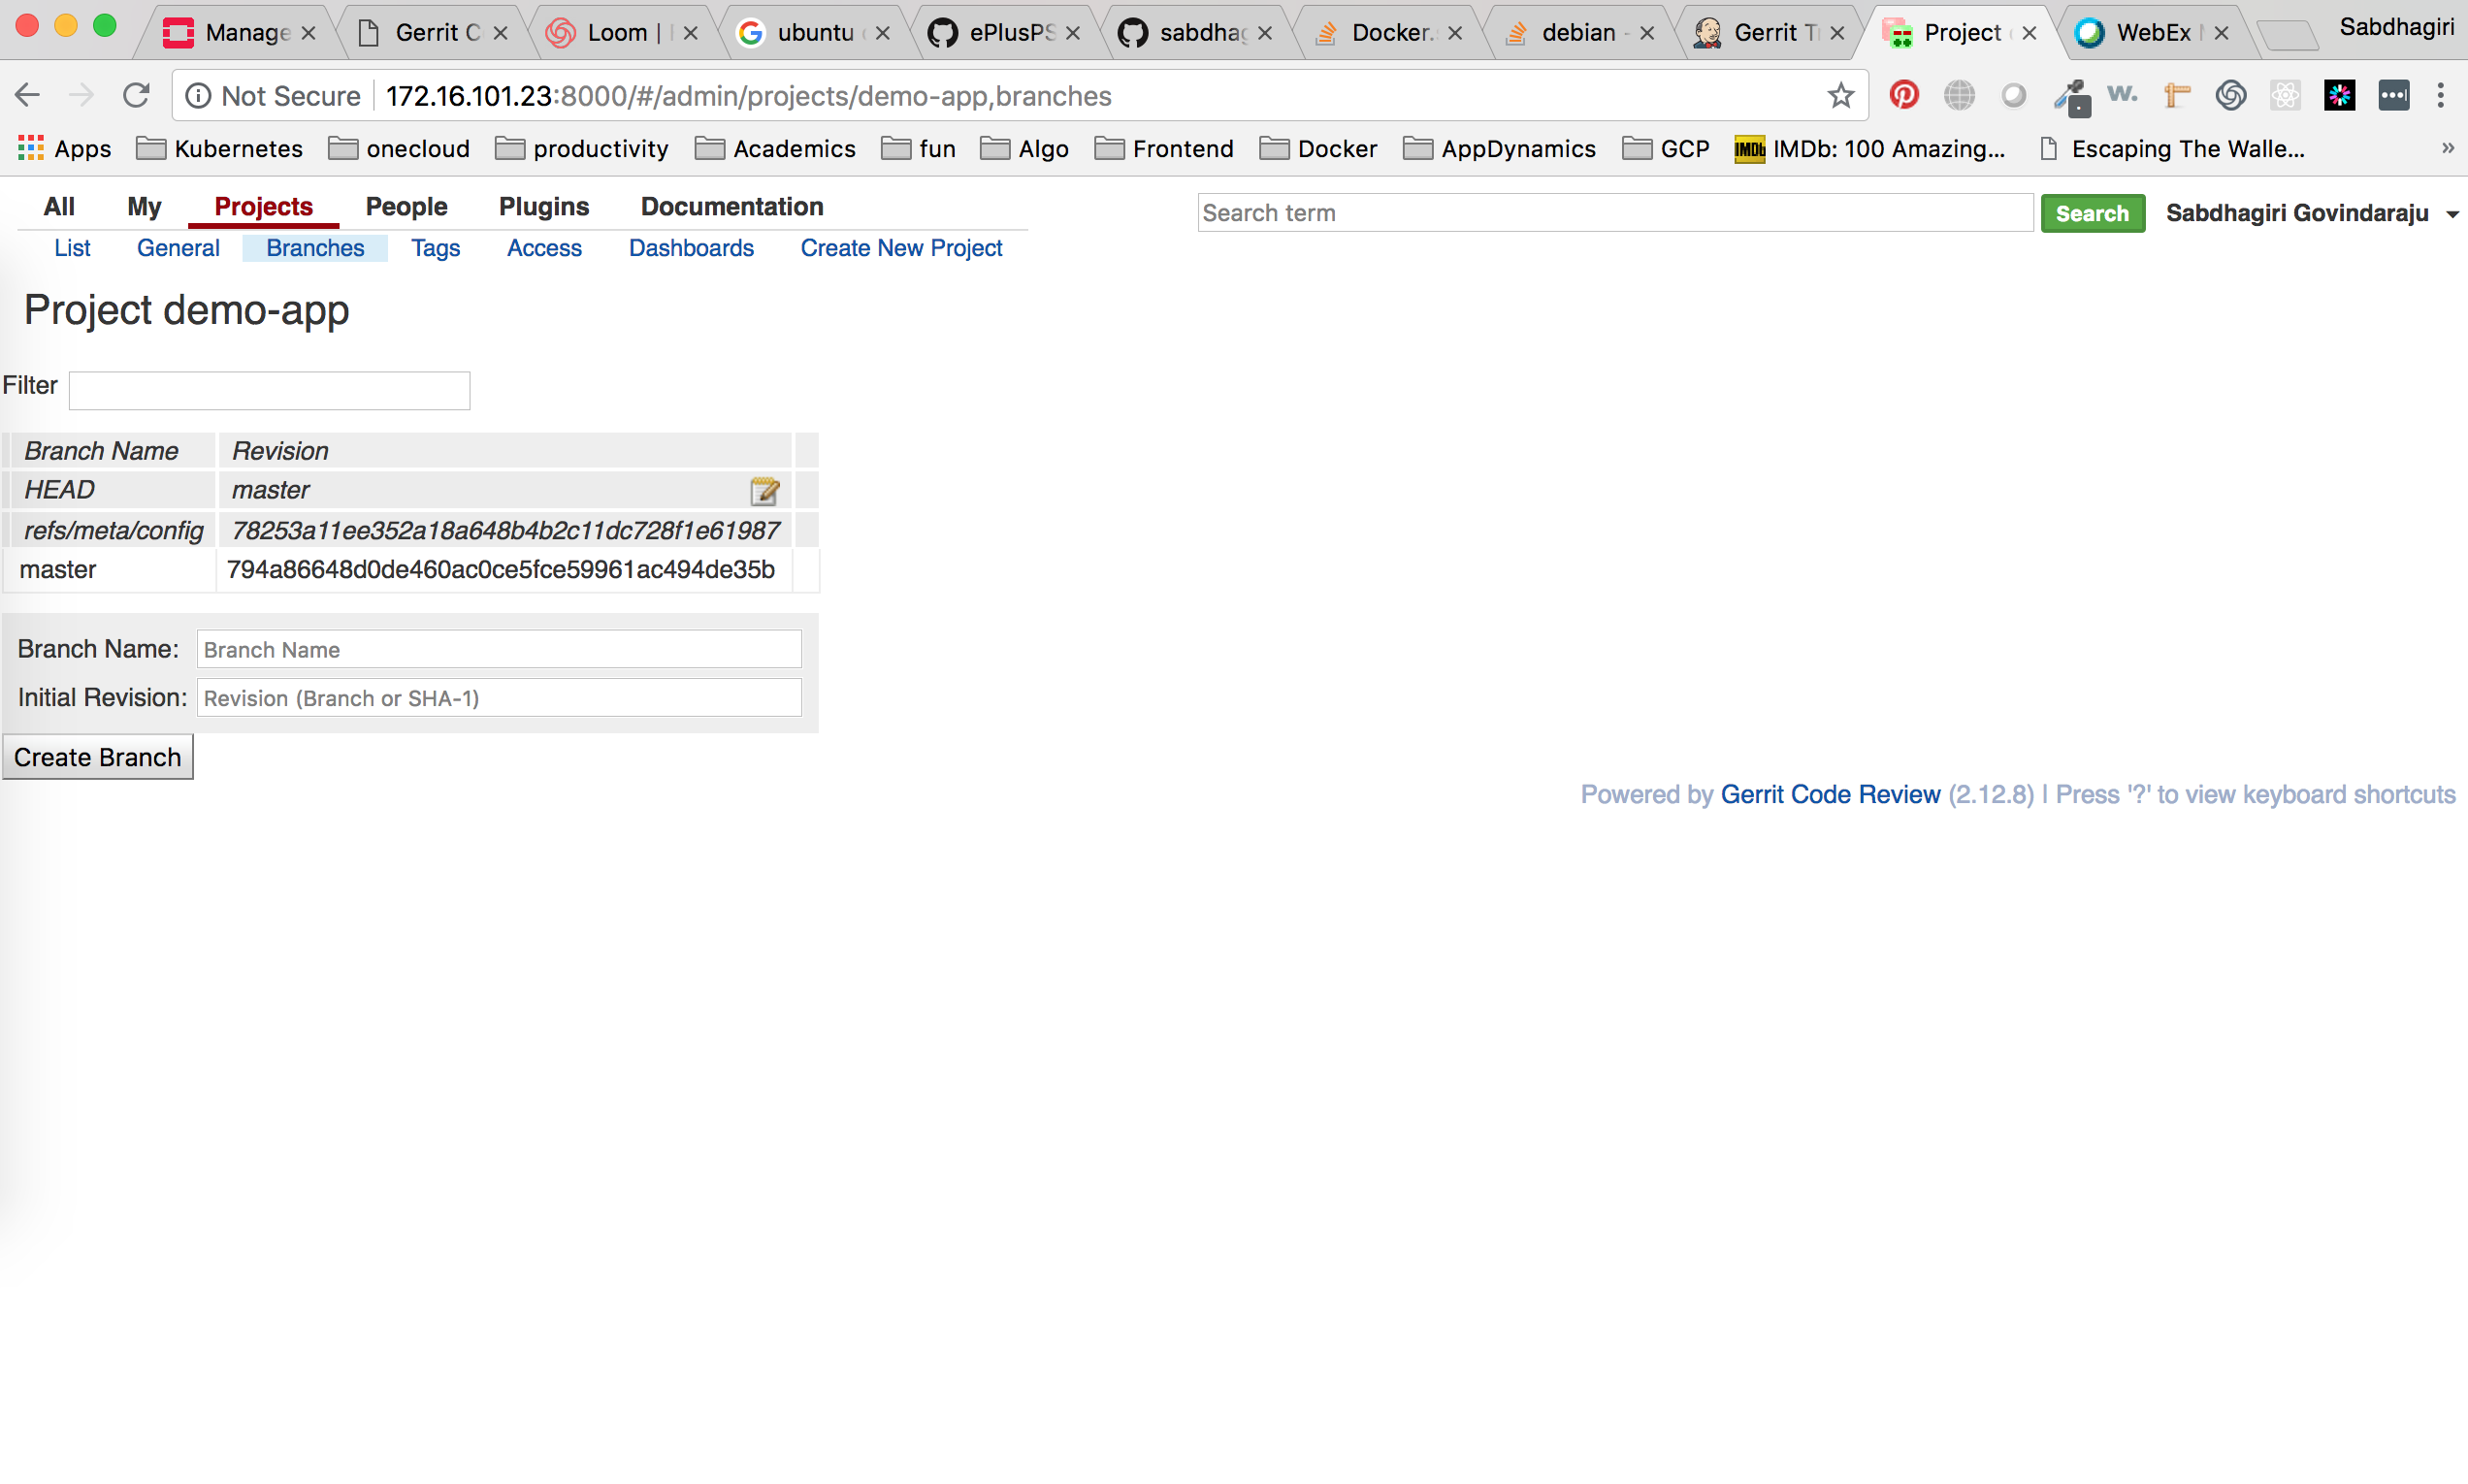 Manage Gerrit C Loom | ubuntu ePlusPS sabdhag Docker. debian - Gerrit T Project WebEx Sabdhagiri
Not Secure 172.16.101.23:8000/#/admin/projects/demo-app,branches
Apps Kubernetes onecloud productivity Academics fun Algo Frontend Docker AppDynamics GCP IMDb IMDb: 100 Amazing... Escaping The Walle... »
All My Projects People Plugins Documentation Search term Search Sabdhagiri Govindaraju
List General Branches Tags Access Dashboards Create New Project
Project demo-app
Filter
Branch Name Revision
HEAD master
refs/meta/config 78253a11ee352a18a648b4b2c11dc728f1e61987
master 794a86648d0de460ac0ce5fce59961ac494de35b
Branch Name: Branch Name
Initial Revision: Revision (Branch or SHA-1)
Create Branch
Powered by Gerrit Code Review (2.12.8) | Press '?' to view keyboard shortcuts